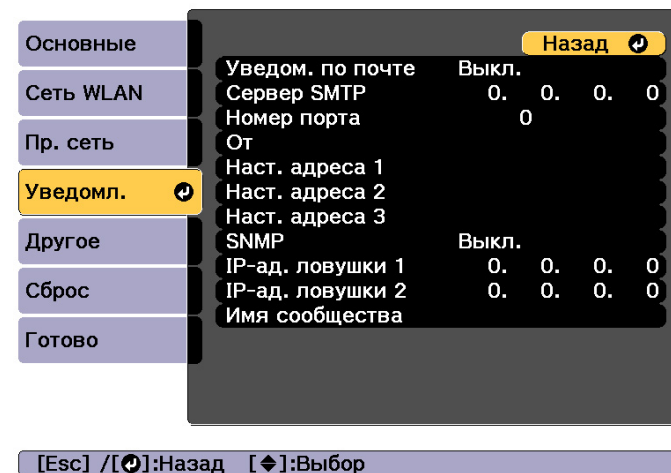 Основные
Сеть WLAN
Пр. сеть
Уведомл.
Другое
Сброс
Готово
Назад
Уведом. по почте Выкл.
Сервер SMTP 0. 0. 0. 0
Номер порта 0
От
Наст. адреса 1
Наст. адреса 2
Наст. адреса 3
SNMP Выкл.
IP-ад. ловушки 1 0. 0. 0. 0
IP-ад. ловушки 2 0. 0. 0. 0
Имя сообщества
[Esc] /[ ]:Назад [ ]:Выбор